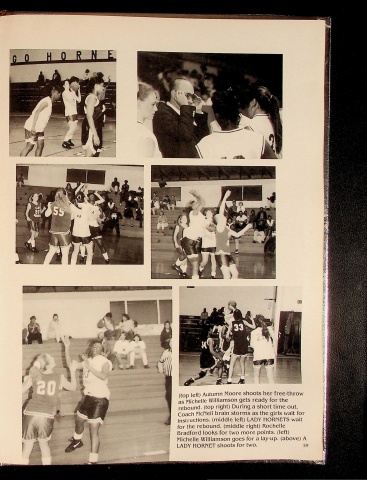 GO HORNE
59
20
33
(top left) Autumn Moore shoots her free-throw
as Michelle Williamson gets ready for the
rebound. (top right) During a short time out,
Coach McNeil brain storms as the girls wait for
instructions. (middle left) LADY HORNETS wait
for the rebound. (middle right) Rochelle
Bradford looks for two more points. (left)
Michelle Williamson goes for a lay-up. (above) A
LADY HORNET shoots for two.